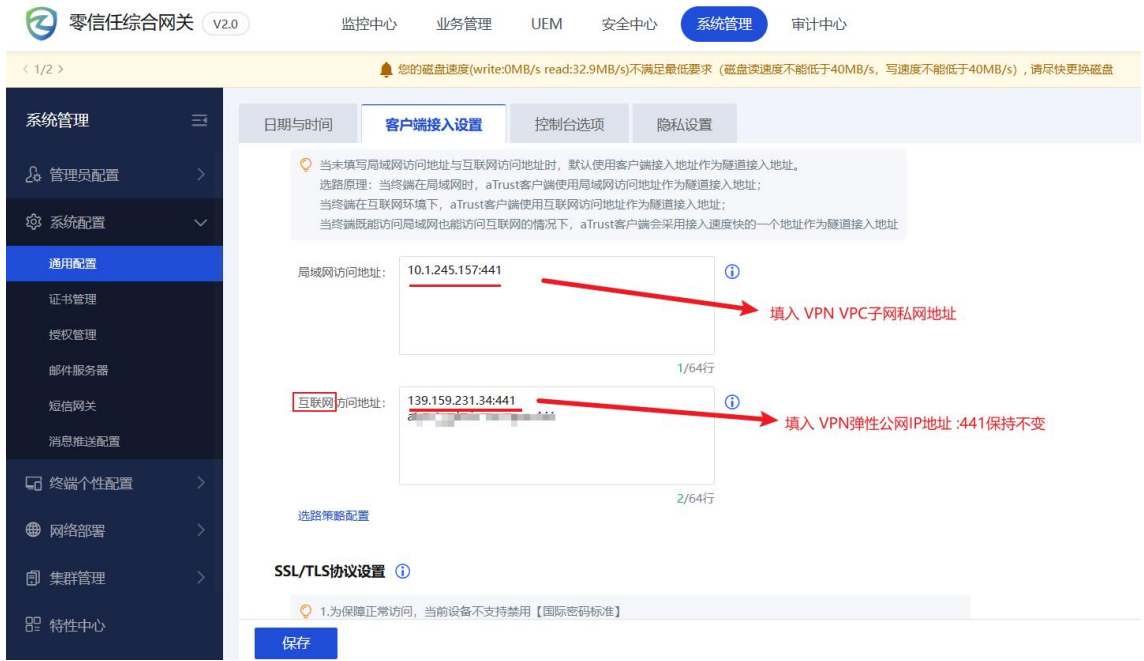 零信任综合网关 V2.0 监控中心 业务管理 UEM 安全中心 系统管理 审计中心
< 1/2 > 您的磁盘速度(write:0MB/s read:32.9MB/s)不满足最低要求（磁盘读速度不能低于40MB/s，写速度不能低于40MB/s）, 请尽快更换磁盘
系统管理
管理员配置
系统配置
通用配置
证书管理
授权管理
邮件服务器
短信网关
消息推送配置
终端个性配置
网络部署
集群管理
特性中心
日期与时间 客户端接入设置 控制台选项 隐私设置
当未填写局域网访问地址与互联网访问地址时，默认使用客户端接入地址作为隧道接入地址。
选路原理：当终端在局域网时，aTrust客户端使用局域网访问地址作为隧道接入地址；
当终端在互联网环境下，aTrust客户端使用互联网访问地址作为隧道接入地址；
当终端既能访问局域网也能访问互联网的情况下，aTrust客户端会采用接入速度快的一个地址作为隧道接入地址
局域网访问地址： 10.1.245.157:441
填入 VPN VPC子网私网地址
1/64行
互联网访问地址： 139.159.231.34:441
填入 VPN弹性公网IP地址 :441保持不变
2/64行
选路策略配置
SSL/TLS协议设置
1.为保障正常访问，当前设备不支持禁用【国际密码标准】
保存